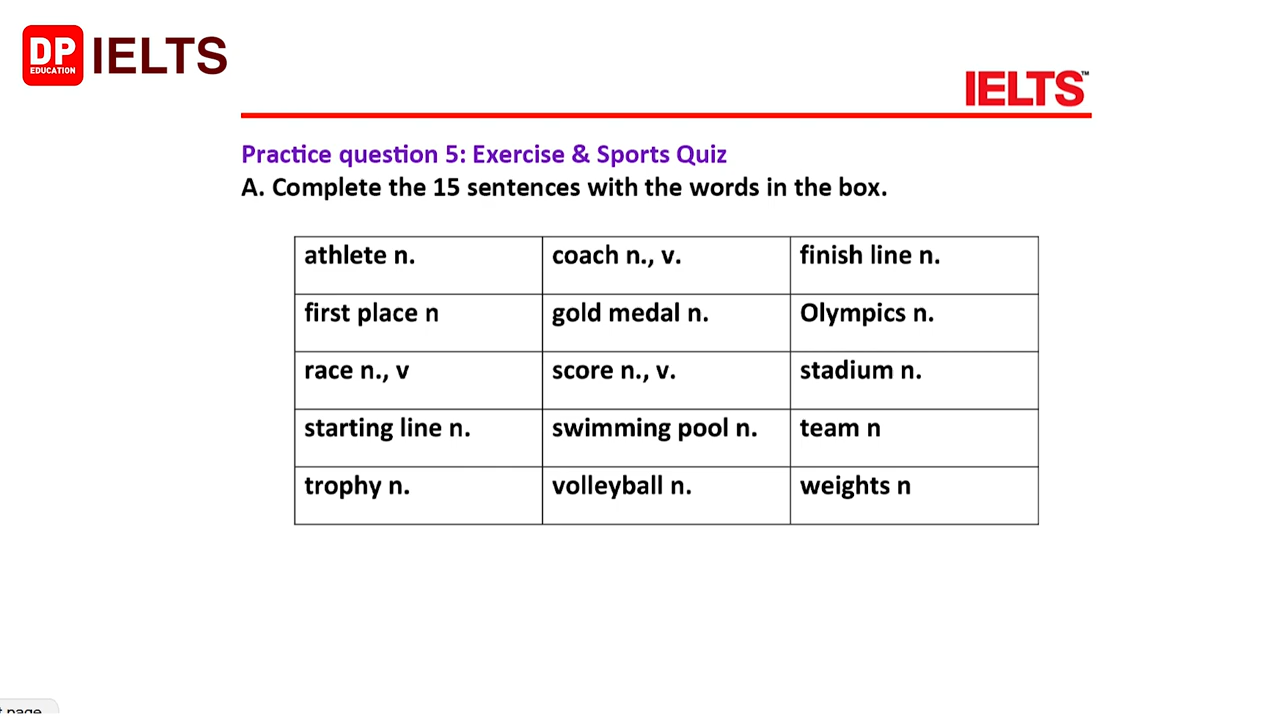 DP
EDUCATION
IELTS
IELTS™
Practice question 5: Exercise & Sports Quiz
A. Complete the 15 sentences with the words in the box.
athlete n. coach n., v. finish line n.
first place n gold medal n. Olympics n.
race n., v score n., v. stadium n.
starting line n. swimming pool n. team n
trophy n. volleyball n. weights n
page